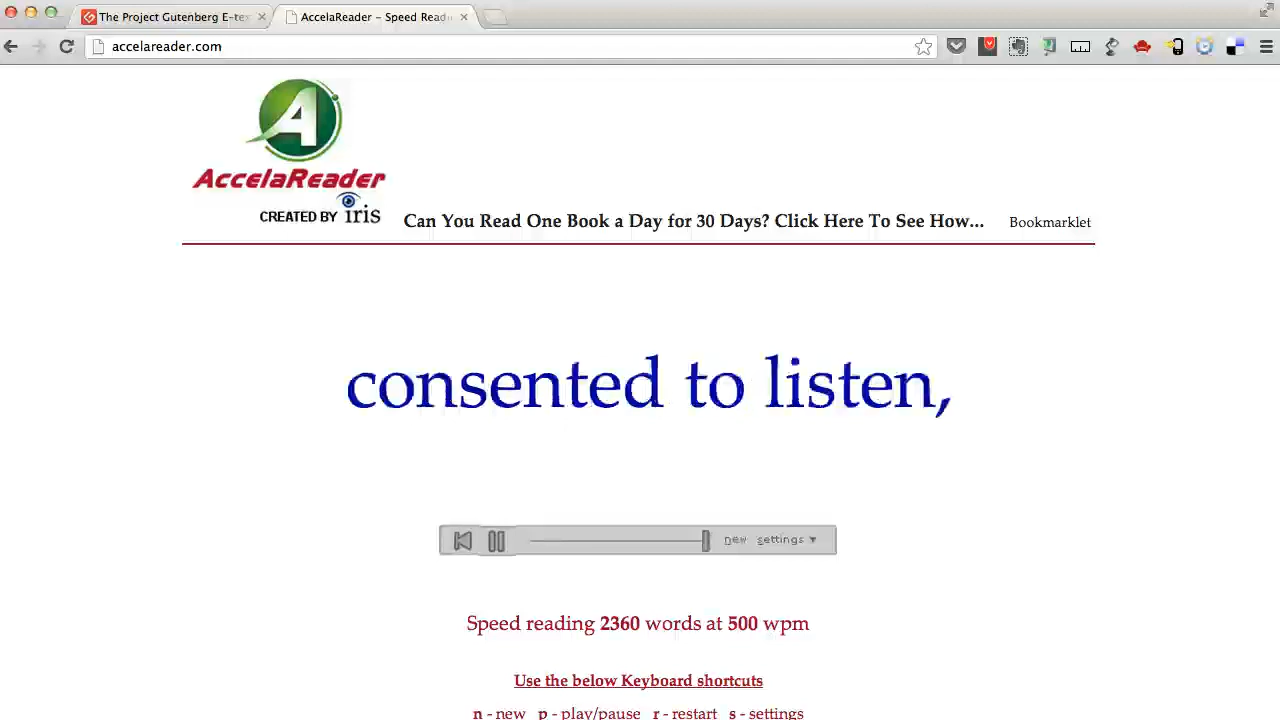 The Project Gutenberg E-tex
AccelaReader – Speed Read
accelareader.com
A
AccelaReader
CREATED BY iris
Can You Read One Book a Day for 30 Days? Click Here To See How...
Bookmarklet
consented to listen,
new settings ▼
Speed reading 2360 words at 500 wpm
Use the below Keyboard shortcuts
n - new p - play/pause r - restart s - settings